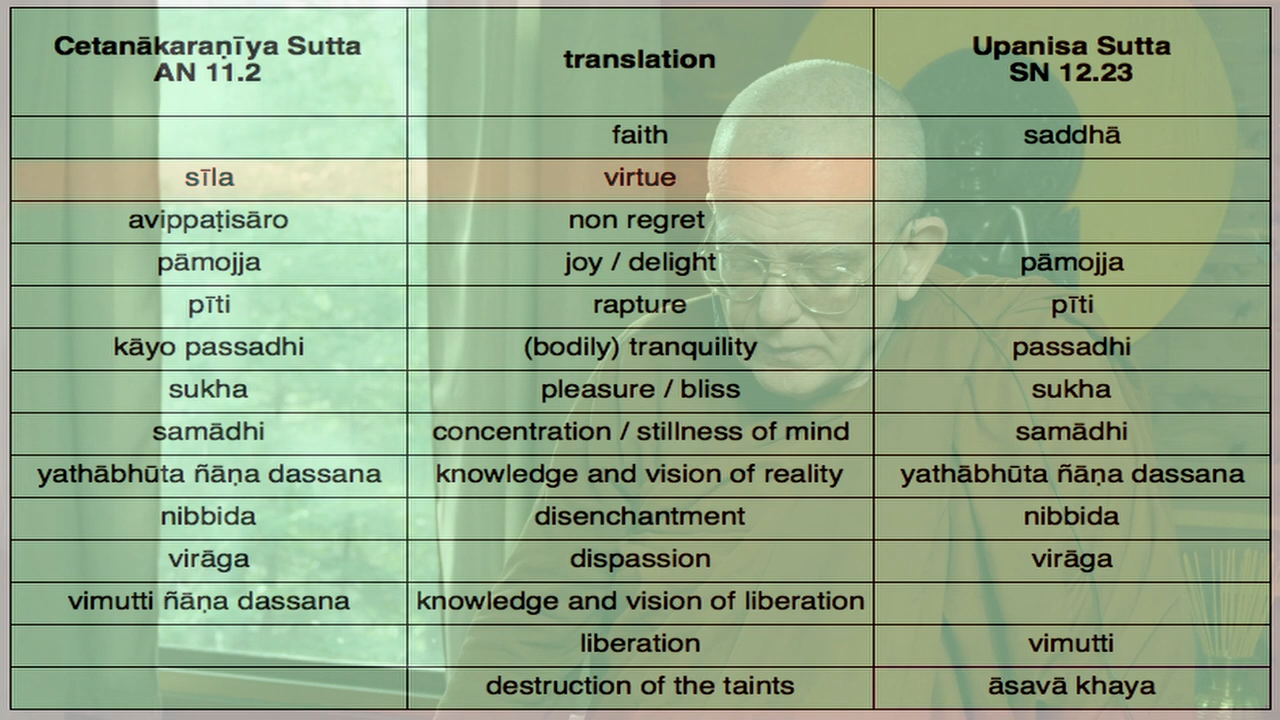 Cetanākaraṇīya Sutta
AN 11.2
translation
Upanisa Sutta
SN 12.23
faith saddhā
sīla virtue
avippaṭisāro non regret
pāmojja joy / delight pāmojja
pīti rapture pīti
kāyo passadhi (bodily) tranquility passadhi
sukha pleasure / bliss sukha
samādhi concentration / stillness of mind samādhi
yathābhūta ñāṇa dassana knowledge and vision of reality yathābhūta ñāṇa dassana
nibbida disenchantment nibbida
virāga dispassion virāga
vimutti ñāṇa dassana knowledge and vision of liberation
liberation vimutti
destruction of the taints āsavā khaya